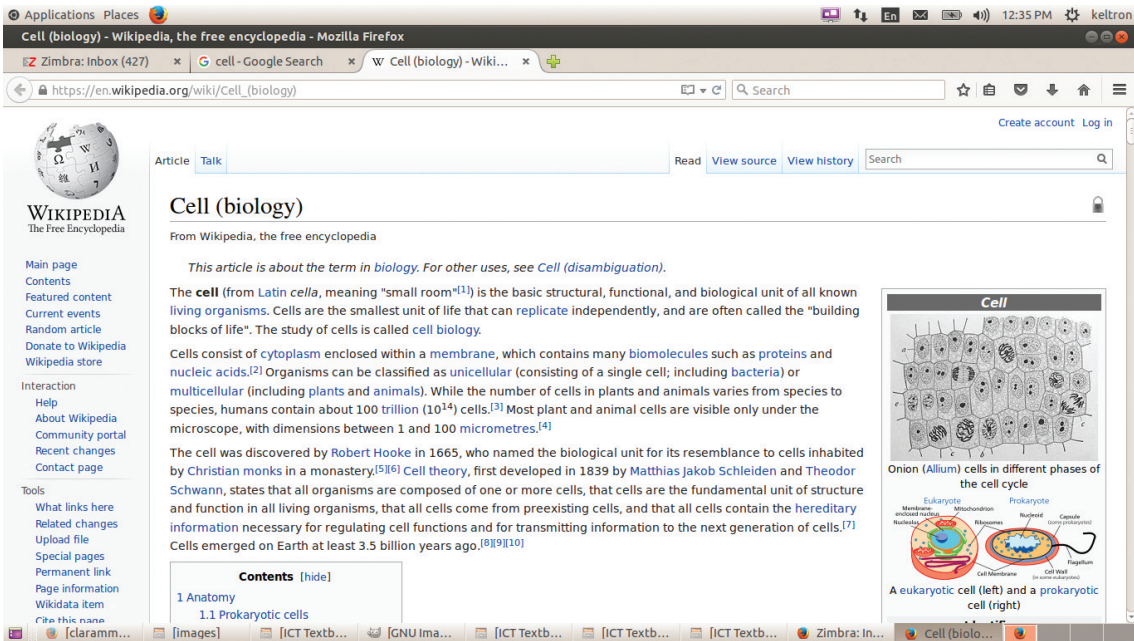 Applications Places
En
12:35 PM
keltron
Cell (biology) - Wikipedia, the free encyclopedia - Mozilla Firefox
Zimbra: Inbox (427)
cell - Google Search
Cell (biology) - Wiki...
https://en.wikipedia.org/wiki/Cell_(biology)
Search
Create account Log in
Article Talk
Read View source View history
Search
WIKIPEDIA
The Free Encyclopedia
Main page
Contents
Featured content
Current events
Random article
Donate to Wikipedia
Wikipedia store
Interaction
Help
About Wikipedia
Community portal
Recent changes
Contact page
Tools
What links here
Related changes
Upload file
Special pages
Permanent link
Page information
Wikidata item
Cite this page
Cell (biology)
From Wikipedia, the free encyclopedia
This article is about the term in biology. For other uses, see Cell (disambiguation).
The cell (from Latin cella, meaning "small room"[1]) is the basic structural, functional, and biological unit of all known
living organisms. Cells are the smallest unit of life that can replicate independently, and are often called the "building
blocks of life". The study of cells is called cell biology.
Cells consist of cytoplasm enclosed within a membrane, which contains many biomolecules such as proteins and
nucleic acids.[2] Organisms can be classified as unicellular (consisting of a single cell; including bacteria) or
multicellular (including plants and animals). While the number of cells in plants and animals varies from species to
species, humans contain about 100 trillion (10¹⁴) cells.[3] Most plant and animal cells are visible only under the
microscope, with dimensions between 1 and 100 micrometres.[4]
The cell was discovered by Robert Hooke in 1665, who named the biological unit for its resemblance to cells inhabited
by Christian monks in a monastery.[5][6] Cell theory, first developed in 1839 by Matthias Jakob Schleiden and Theodor
Schwann, states that all organisms are composed of one or more cells, that cells are the fundamental unit of structure
and function in all living organisms, that all cells come from preexisting cells, and that all cells contain the hereditary
information necessary for regulating cell functions and for transmitting information to the next generation of cells.[7]
Cells emerged on Earth at least 3.5 billion years ago.[8][9][10]
Contents [hide]
1 Anatomy
1.1 Prokaryotic cells
Cell
Onion (Allium) cells in different phases of
the cell cycle
Eukaryote
Prokaryote
Membrane-
enclosed nucleus
Mitochondrion
Nucleolus
Ribosomes
Nucleoid
Capsule
(some prokaryotes)
Flagellum
Cell Membrane
Cell Wall
(in some eukaryotes)
A eukaryotic cell (left) and a prokaryotic
cell (right)
[claramm...
[images]
[ICT Textb...
[GNU Ima...
[ICT Textb...
[ICT Textb...
[ICT Textb...
Zimbra: In...
Cell (biolo...